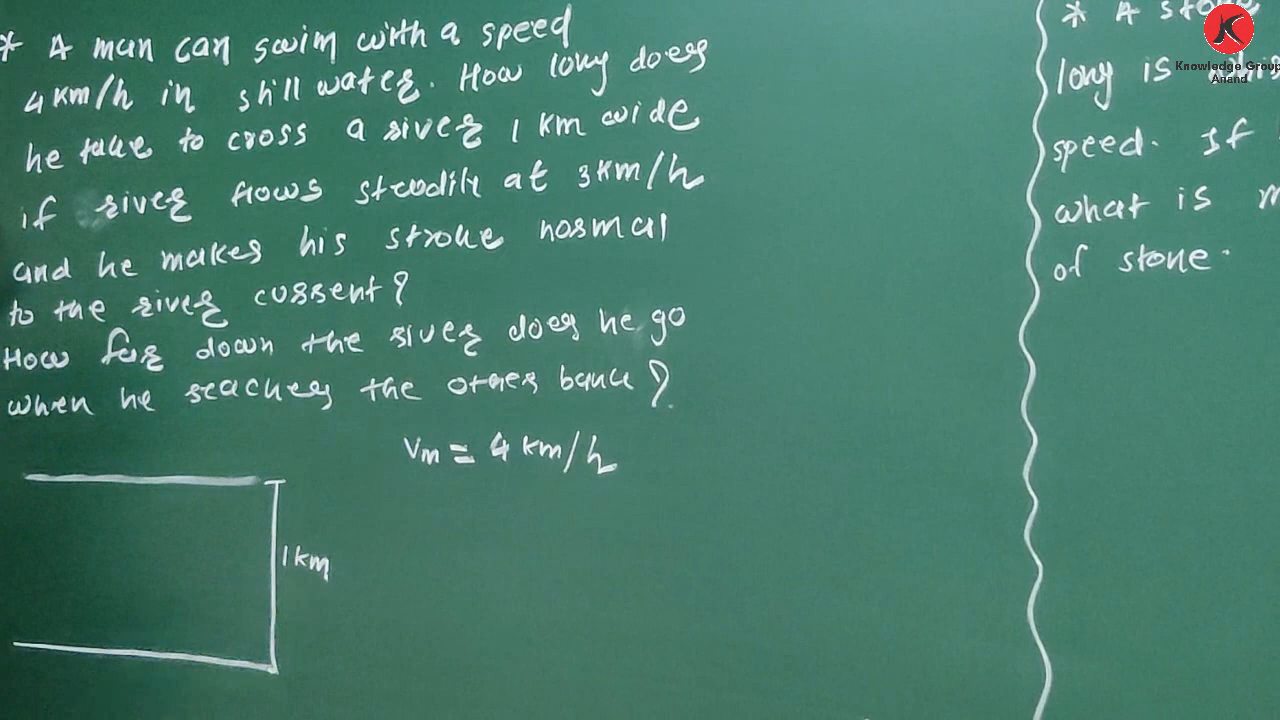 * A man can swim with a speed
4 km/h in still water. How long does
he take to cross a river 1 km wide
if river flows steadily at 3 km/h
and he makes his stroke normal
to the river current?
How far down the river does he go
when he reaches the other bank?
Vm = 4 km/h
1 km
* A stone
long is
speed. If
what is
of stone.
K
Knowledge Group
Anand